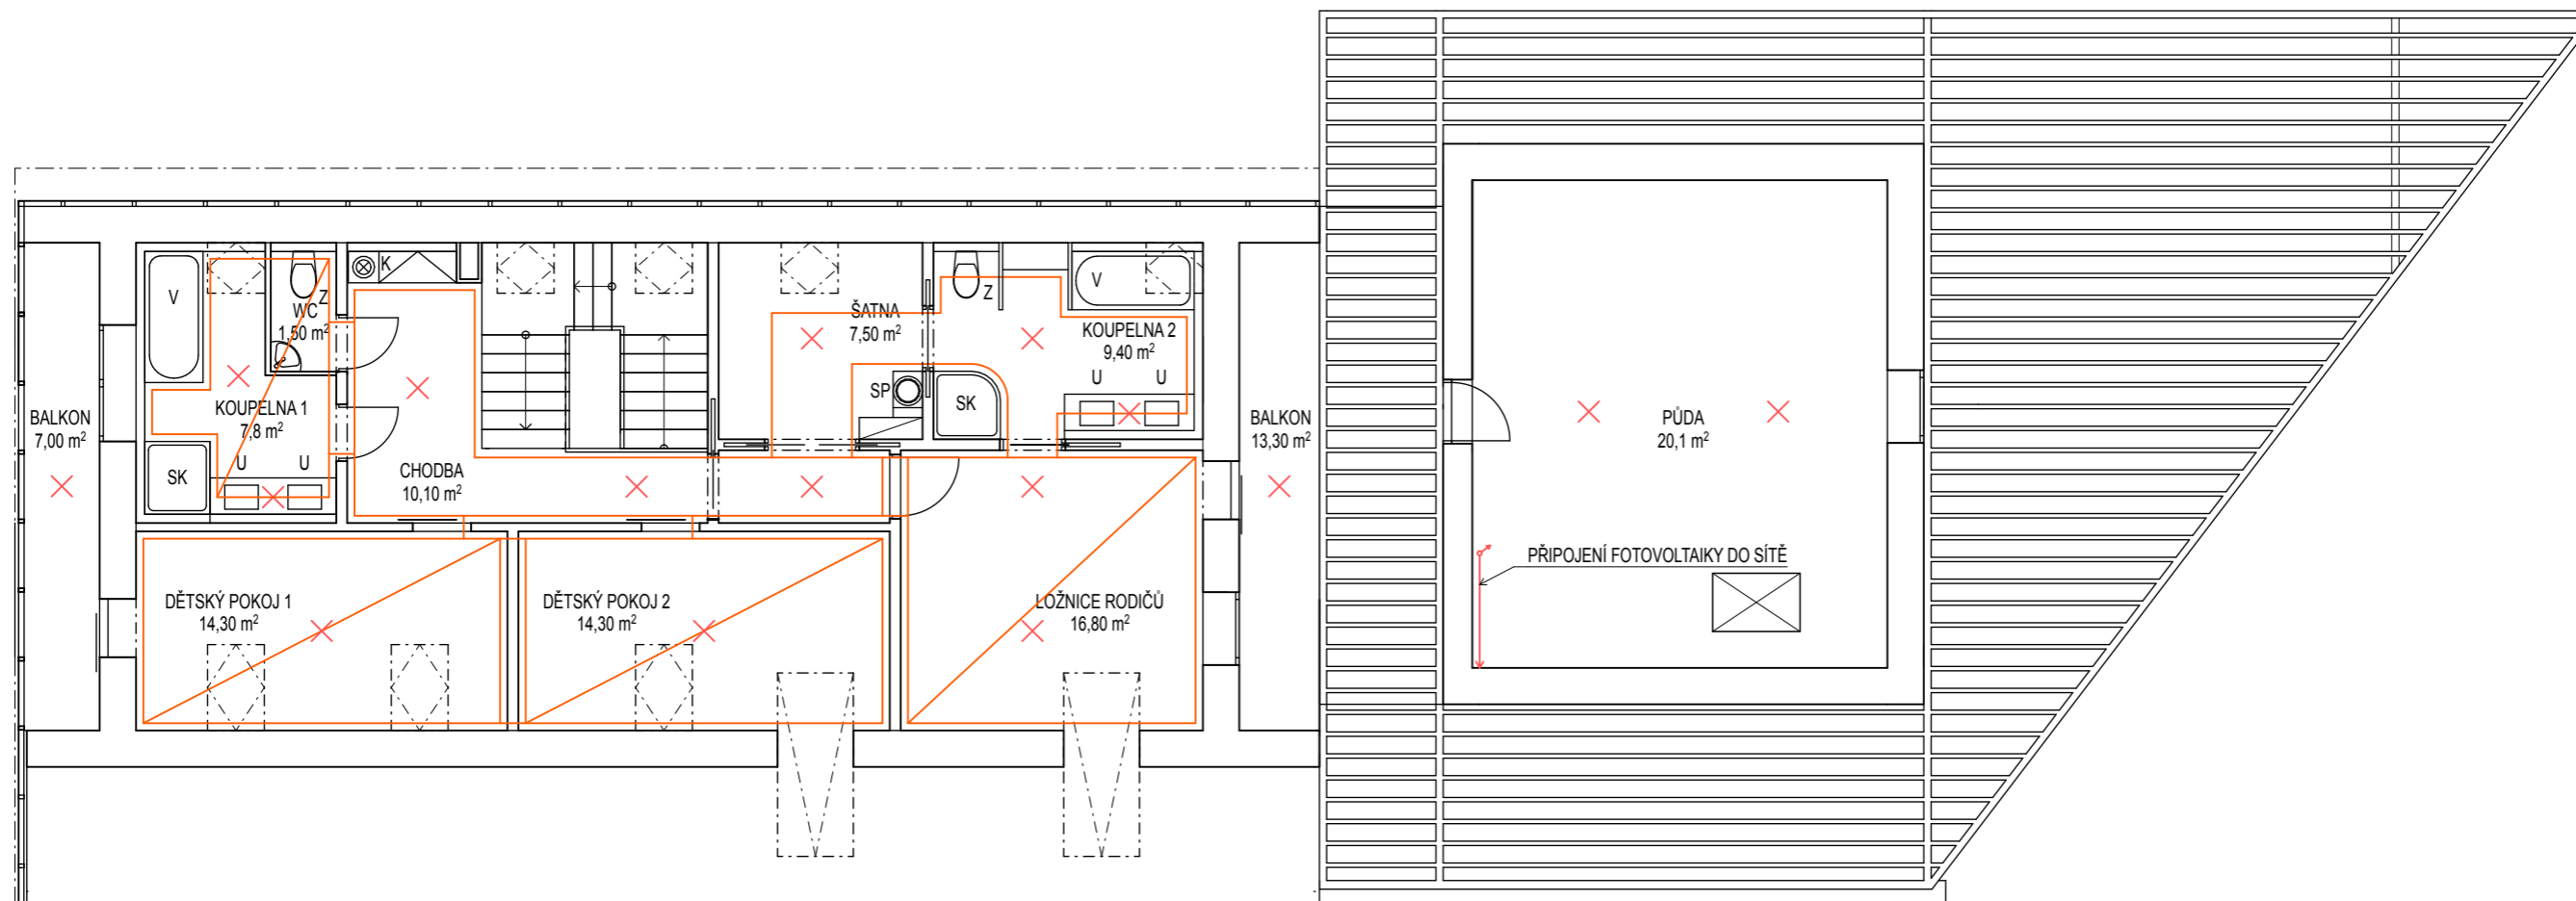 K
V
Z
WC
1,50 m²
ŠATNA
7,50 m²
Z
V
KOUPELNA 2
9,40 m²
U
U
SP
SK
KOUPELNA 1
7,8 m²
U
U
SK
BALKON
7,00 m²
CHODBA
10,10 m²
BALKON
13,30 m²
PŮDA
20,1 m²
PŘIPOJENÍ FOTOVOLTAIKY DO SÍTĚ
DĚTSKÝ POKOJ 1
14,30 m²
DĚTSKÝ POKOJ 2
14,30 m²
LOŽNICE RODIČŮ
16,80 m²